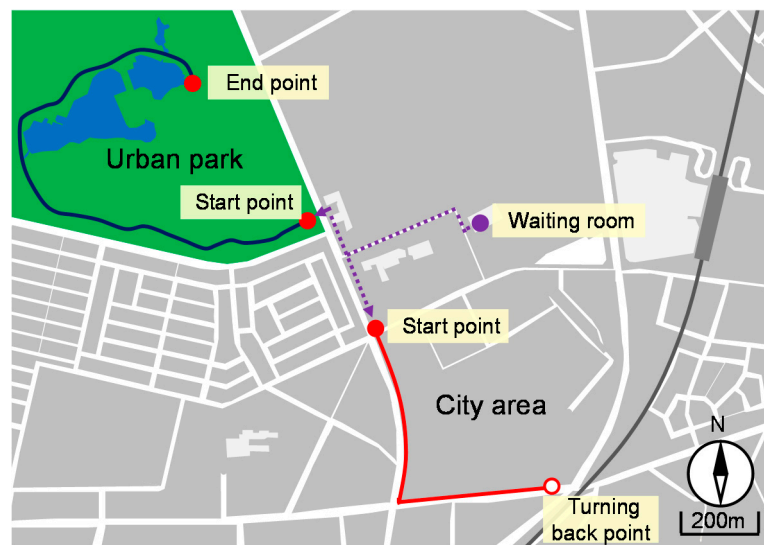 End point
Urban park
Start point
Waiting room
Start point
City area
N
Turning
back point
200m